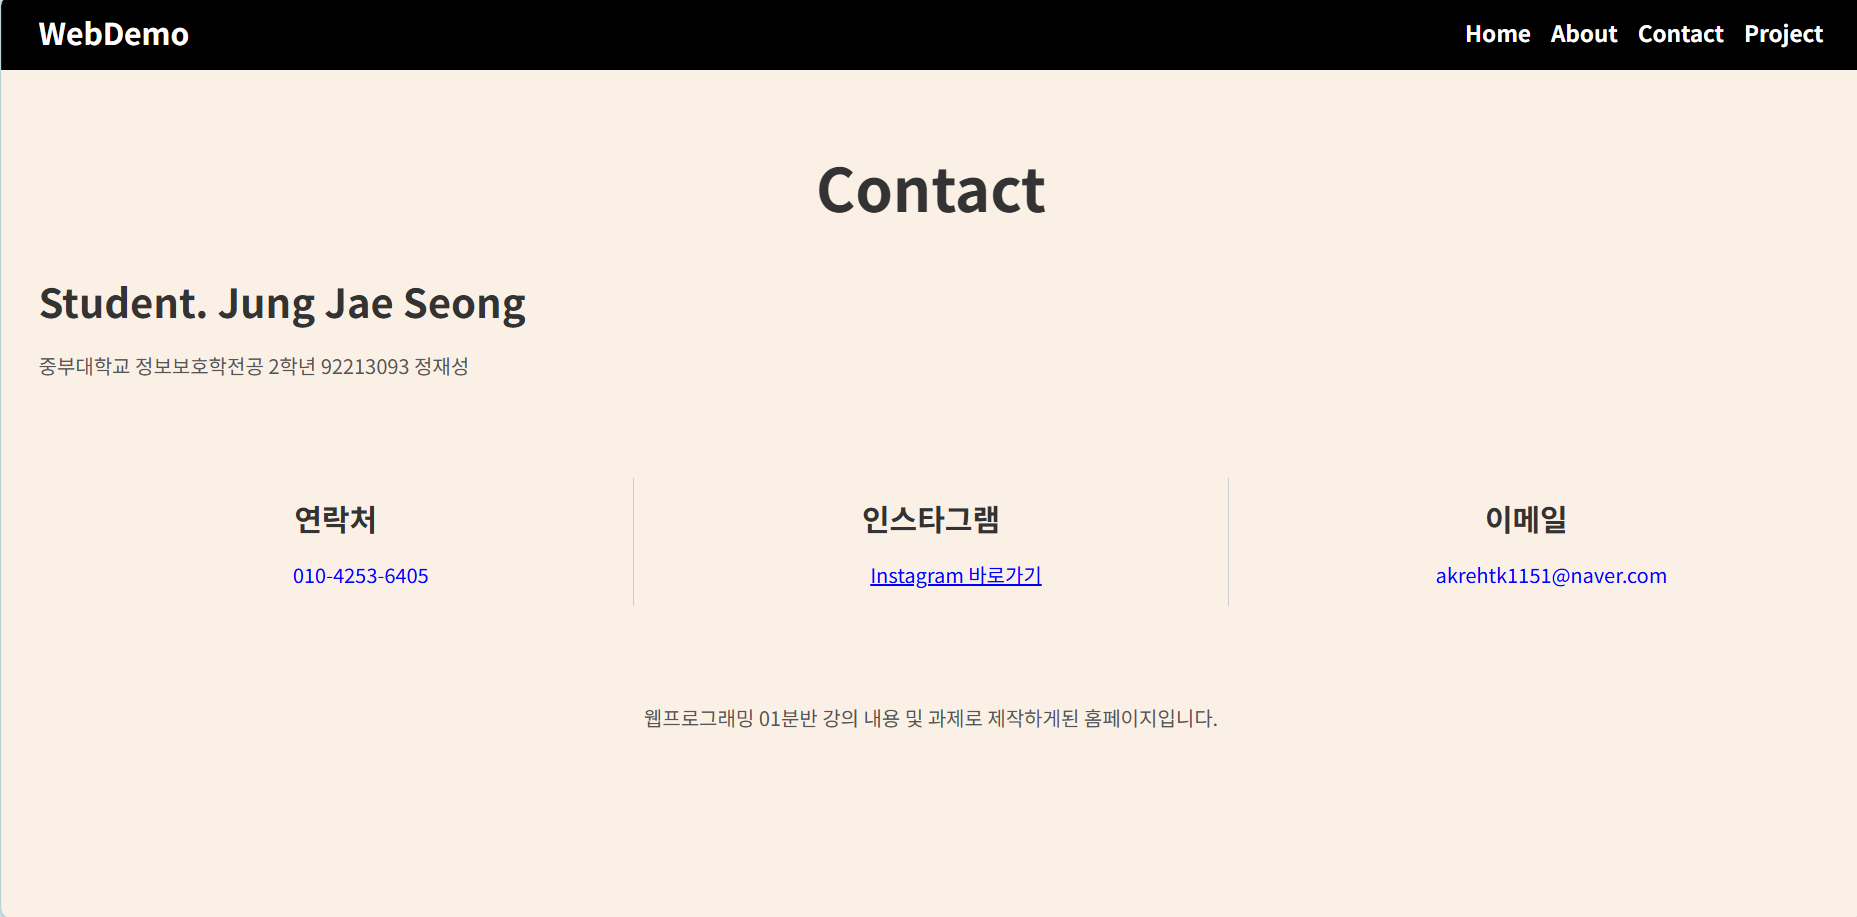 WebDemo
Home About Contact Project
Contact
Student. Jung Jae Seong
중부대학교 정보보호학전공 2학년 92213093 정재성
연락처
010-4253-6405
인스타그램
Instagram 바로가기
이메일
akrehtk1151@naver.com
웹프로그래밍 01분반 강의 내용 및 과제로 제작하게된 홈페이지입니다.